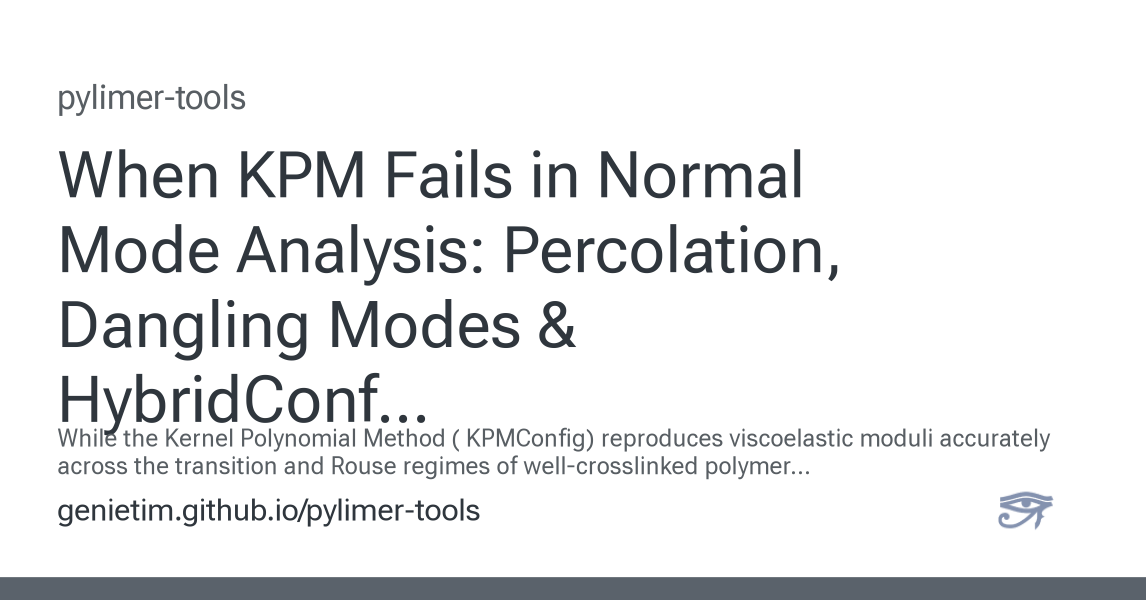 pylimer-tools
When KPM Fails in Normal
Mode Analysis: Percolation,
Dangling Modes &
HybridConf...
While the Kernel Polynomial Method ( KPMConfig) reproduces viscoelastic moduli accurately
across the transition and Rouse regimes of well-crosslinked polymer...
genietim.github.io/pylimer-tools